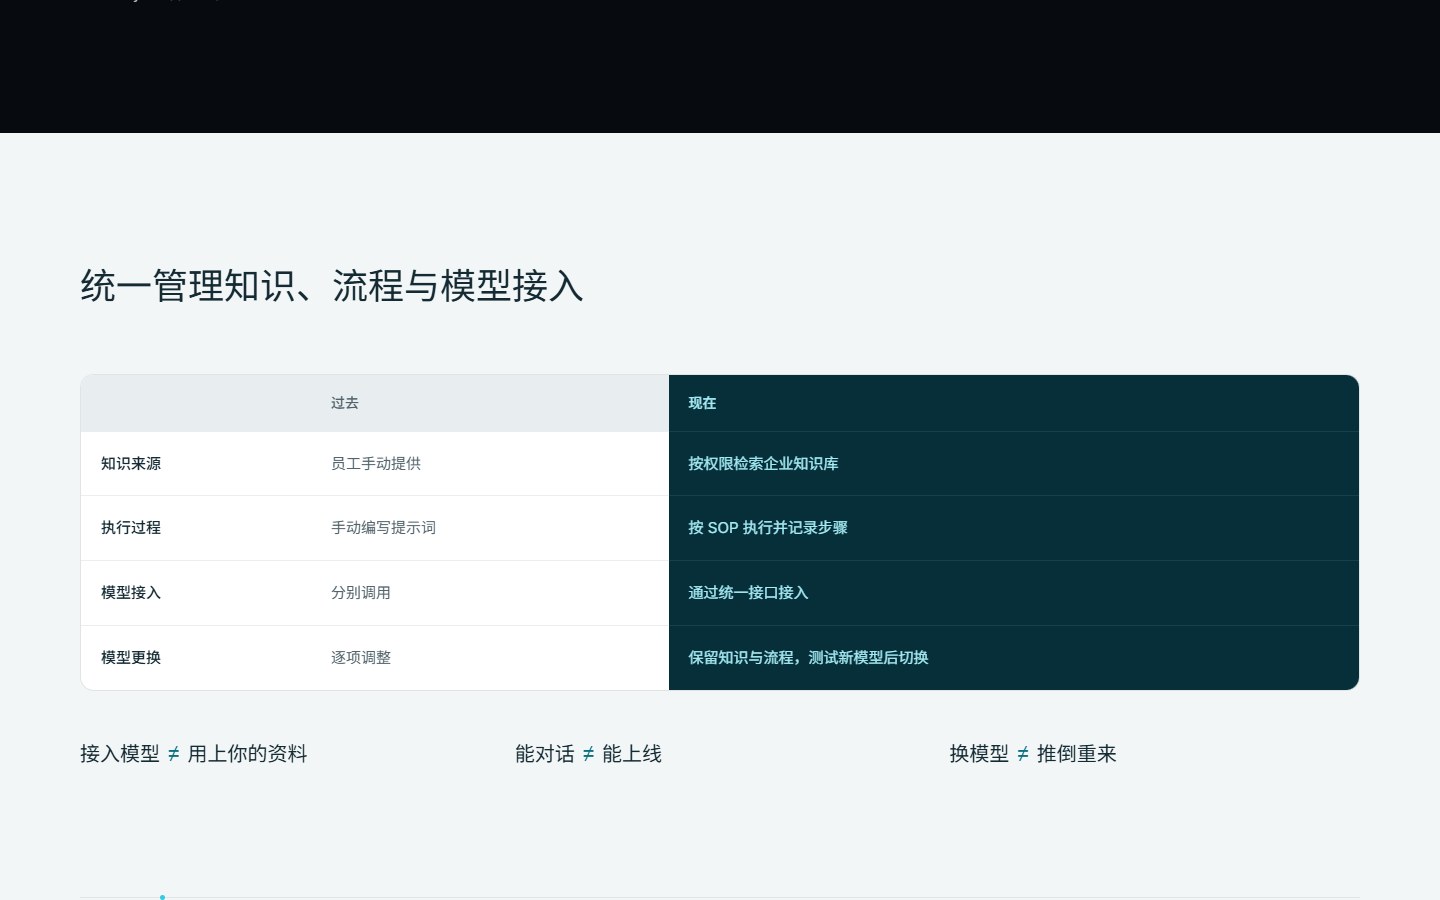 统一管理知识、流程与模型接入
过去 现在
知识来源 员工手动提供 按权限检索企业知识库
执行过程 手动编写提示词 按 SOP 执行并记录步骤
模型接入 分别调用 通过统一接口接入
模型更换 逐项调整 保留知识与流程，测试新模型后切换
接入模型 ≠ 用上你的资料 能对话 ≠ 能上线 换模型 ≠ 推倒重来